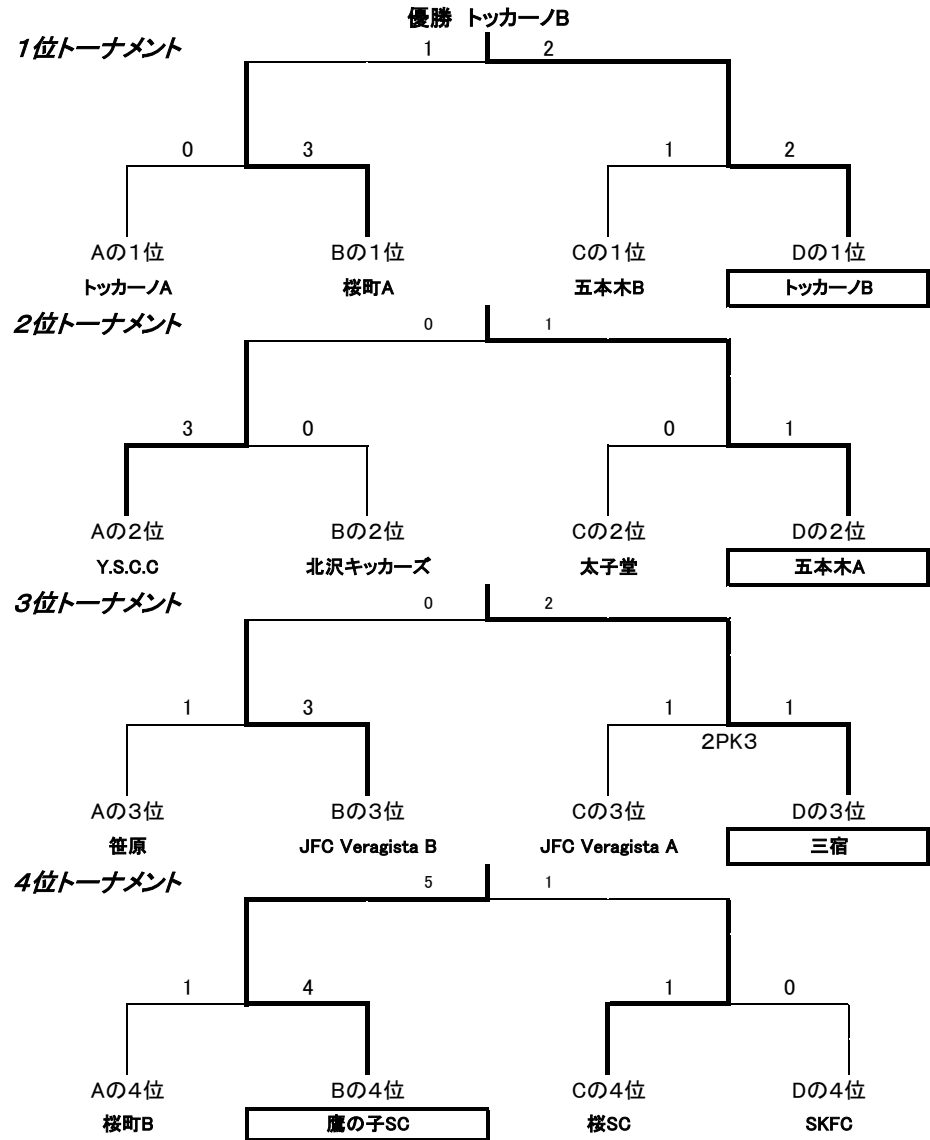 優勝 トッカーノB
1位トーナメント
1 2
0 3 1 2
Aの1位 Bの1位 Cの1位 Dの1位
トッカーノA 桜町A 五本木B トッカーノB
2位トーナメント
0 1
3 0 0 1
Aの2位 Bの2位 Cの2位 Dの2位
Y.S.C.C 北沢キッカーズ 太子堂 五本木A
3位トーナメント
0 2
1 3 1 1
2PK3
Aの3位 Bの3位 Cの3位 Dの3位
笹原 JFC Veragista B JFC Veragista A 三宿
4位トーナメント
5 1
1 4 1 0
Aの4位 Bの4位 Cの4位 Dの4位
桜町B 鷹の子SC 桜SC SKFC